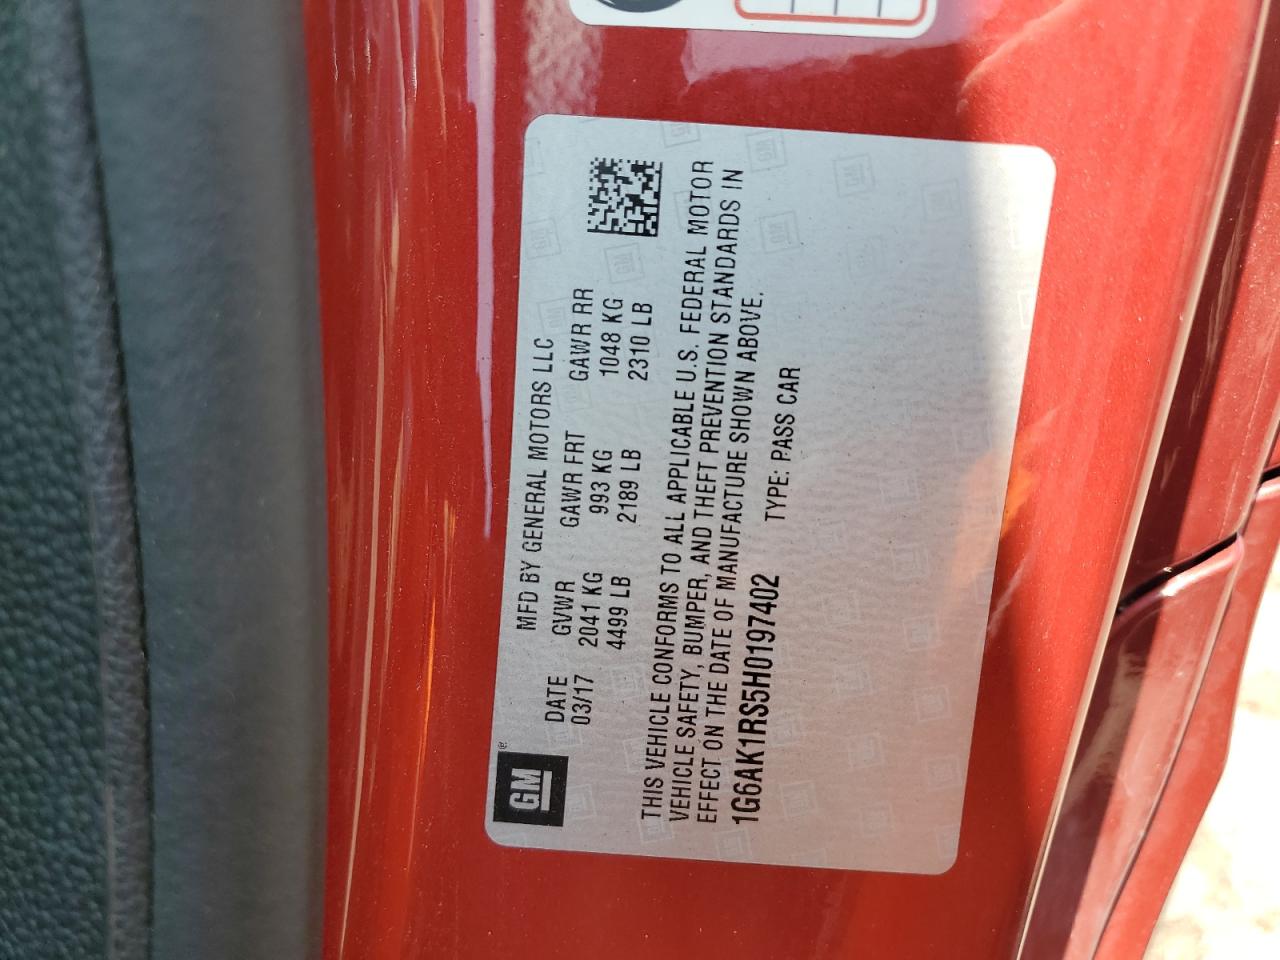 GM®
MFD BY GENERAL MOTORS LLC
DATE GVWR GAWR FRT GAWR RR
03/17 2041 KG 993 KG 1048 KG
4499 LB 2189 LB 2310 LB
THIS VEHICLE CONFORMS TO ALL APPLICABLE U.S. FEDERAL MOTOR
VEHICLE SAFETY, BUMPER, AND THEFT PREVENTION STANDARDS IN
EFFECT ON THE DATE OF MANUFACTURE SHOWN ABOVE.
1G6AK1RS5H0197402 TYPE: PASS CAR